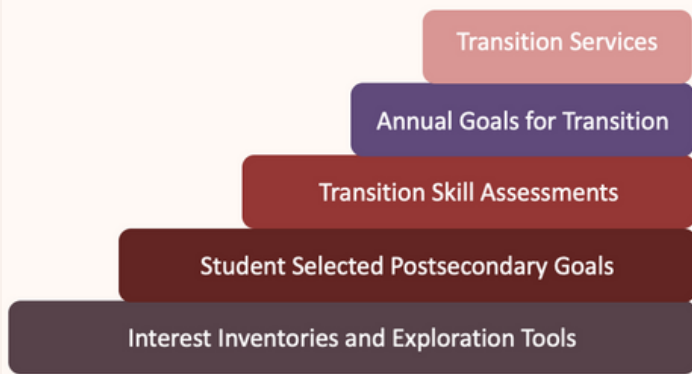 Transition Services
Annual Goals for Transition
Transition Skill Assessments
Student Selected Postsecondary Goals
Interest Inventories and Exploration Tools